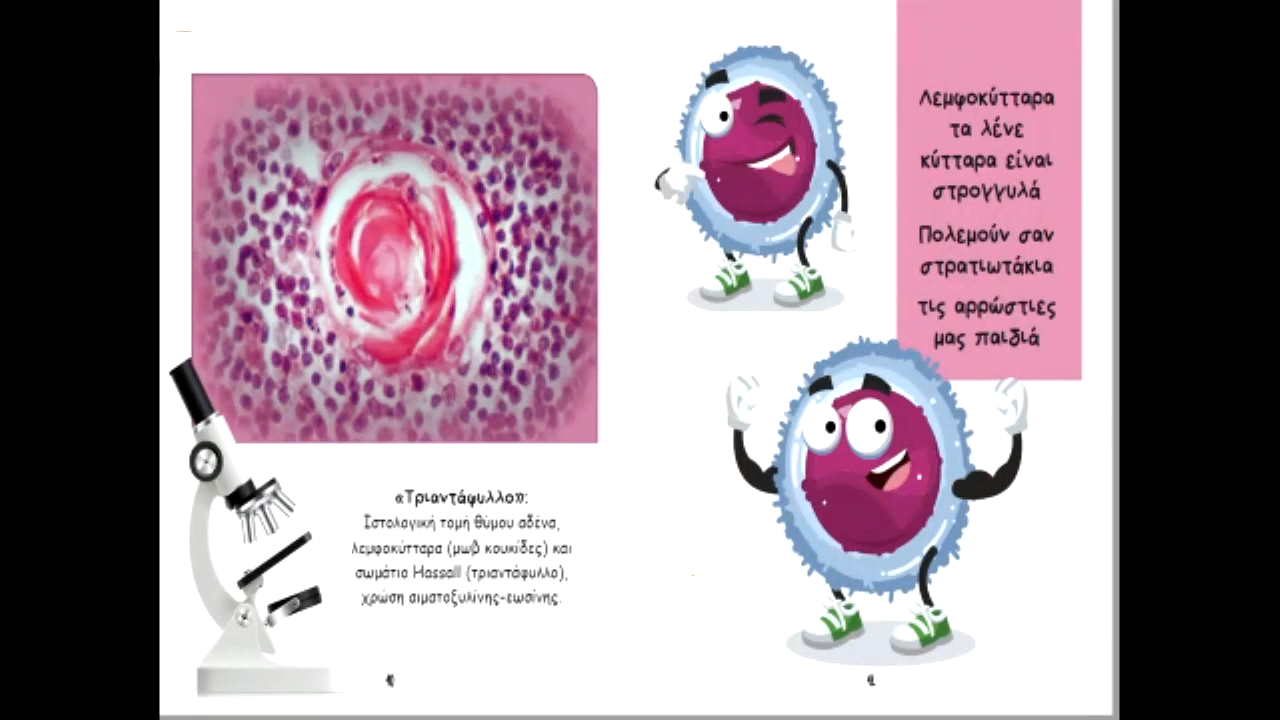 «Τριαντάφυλλο»:
Ιστολογική τομή θύμου αδένα,
λεμφοκύτταρα (μωβ κουκίδες) και
σωμάτιο Hassall (τριαντάφυλλο),
χρώση αιματοξυλίνης-εωσίνης.
Λεμφοκύτταρα
τα λένε
κύτταρα είναι
στρογγυλά
Πολεμούν σαν
στρατιωτάκια
τις αρρώστιες
μας παιδιά